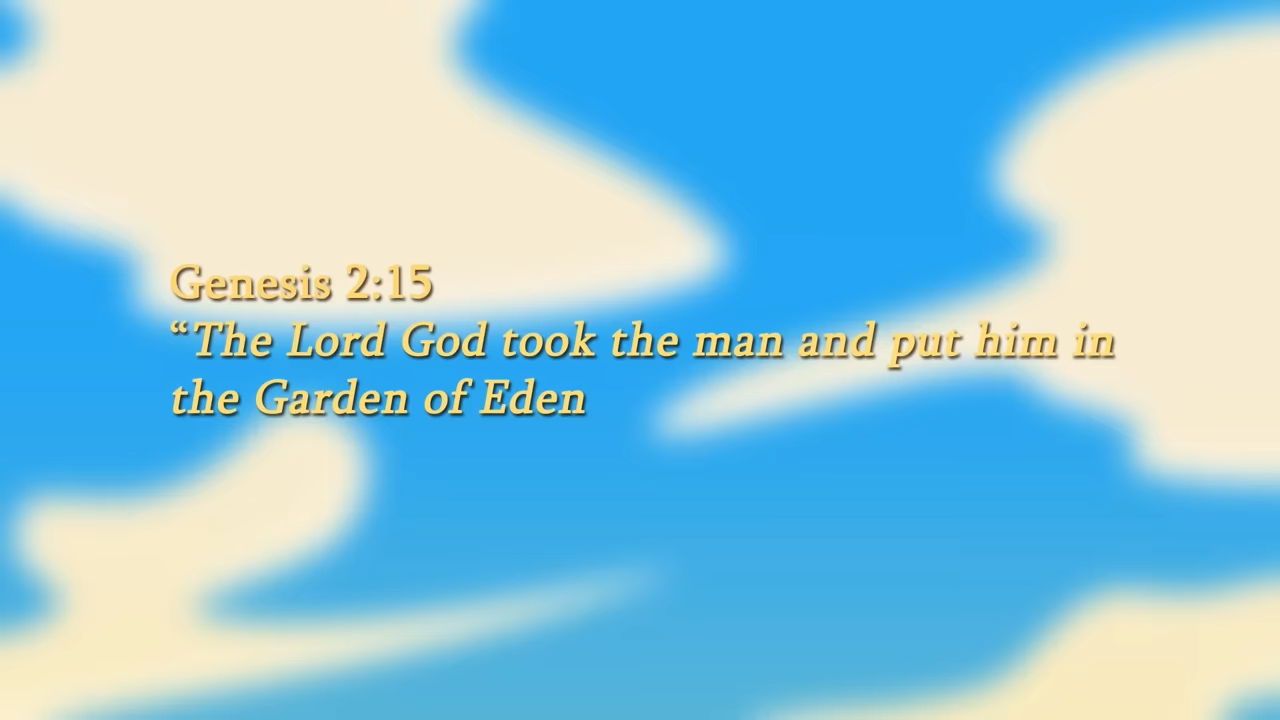 Genesis 2:15
“The Lord God took the man and put him in
the Garden of Eden